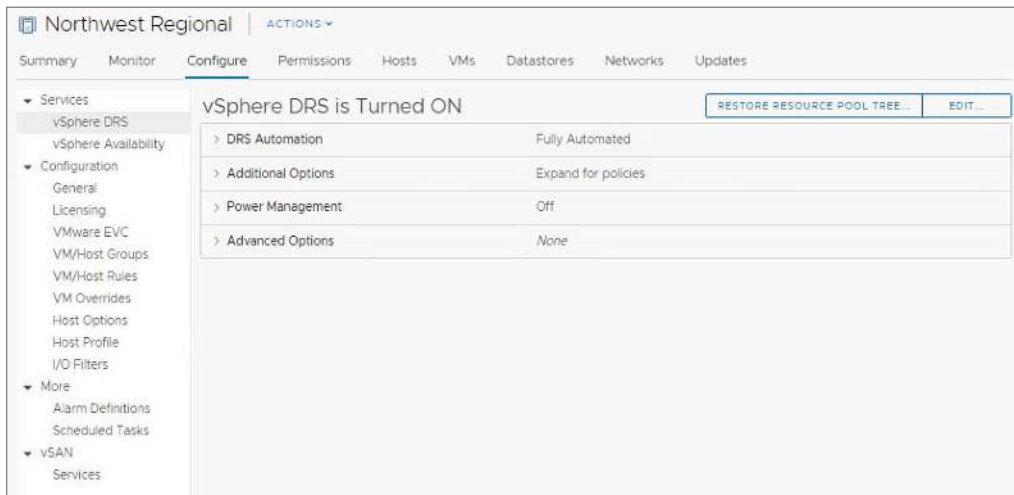 Northwest Regional ACTIONS
Summary Monitor Configure Permissions Hosts VMs Datastores Networks Updates
Services
vSphere DRS
vSphere Availability
Configuration
General
Licensing
VMware EVC
VM/Host Groups
VM/Host Rules
VM Overrides
Host Options
Host Profile
I/O Filters
More
Alarm Definitions
Scheduled Tasks
vSAN
Services
vSphere DRS is Turned ON RESTORE RESOURCE POOL TREE... EDIT...
DRS Automation Fully Automated
Additional Options Expand for policies
Power Management Off
Advanced Options None